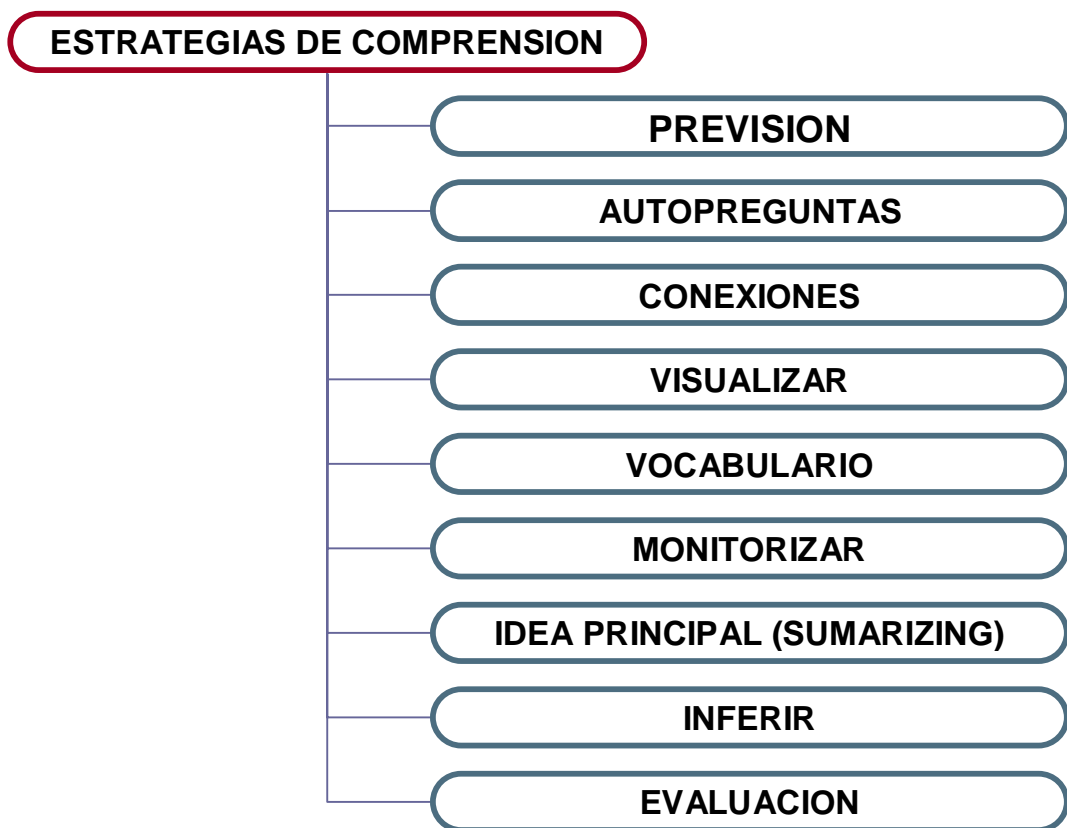 ESTRATEGIAS DE COMPRENSION
PREVISION
AUTOPREGUNTAS
CONEXIONES
VISUALIZAR
VOCABULARIO
MONITORIZAR
IDEA PRINCIPAL (SUMARIZING)
INFERIR
EVALUACION